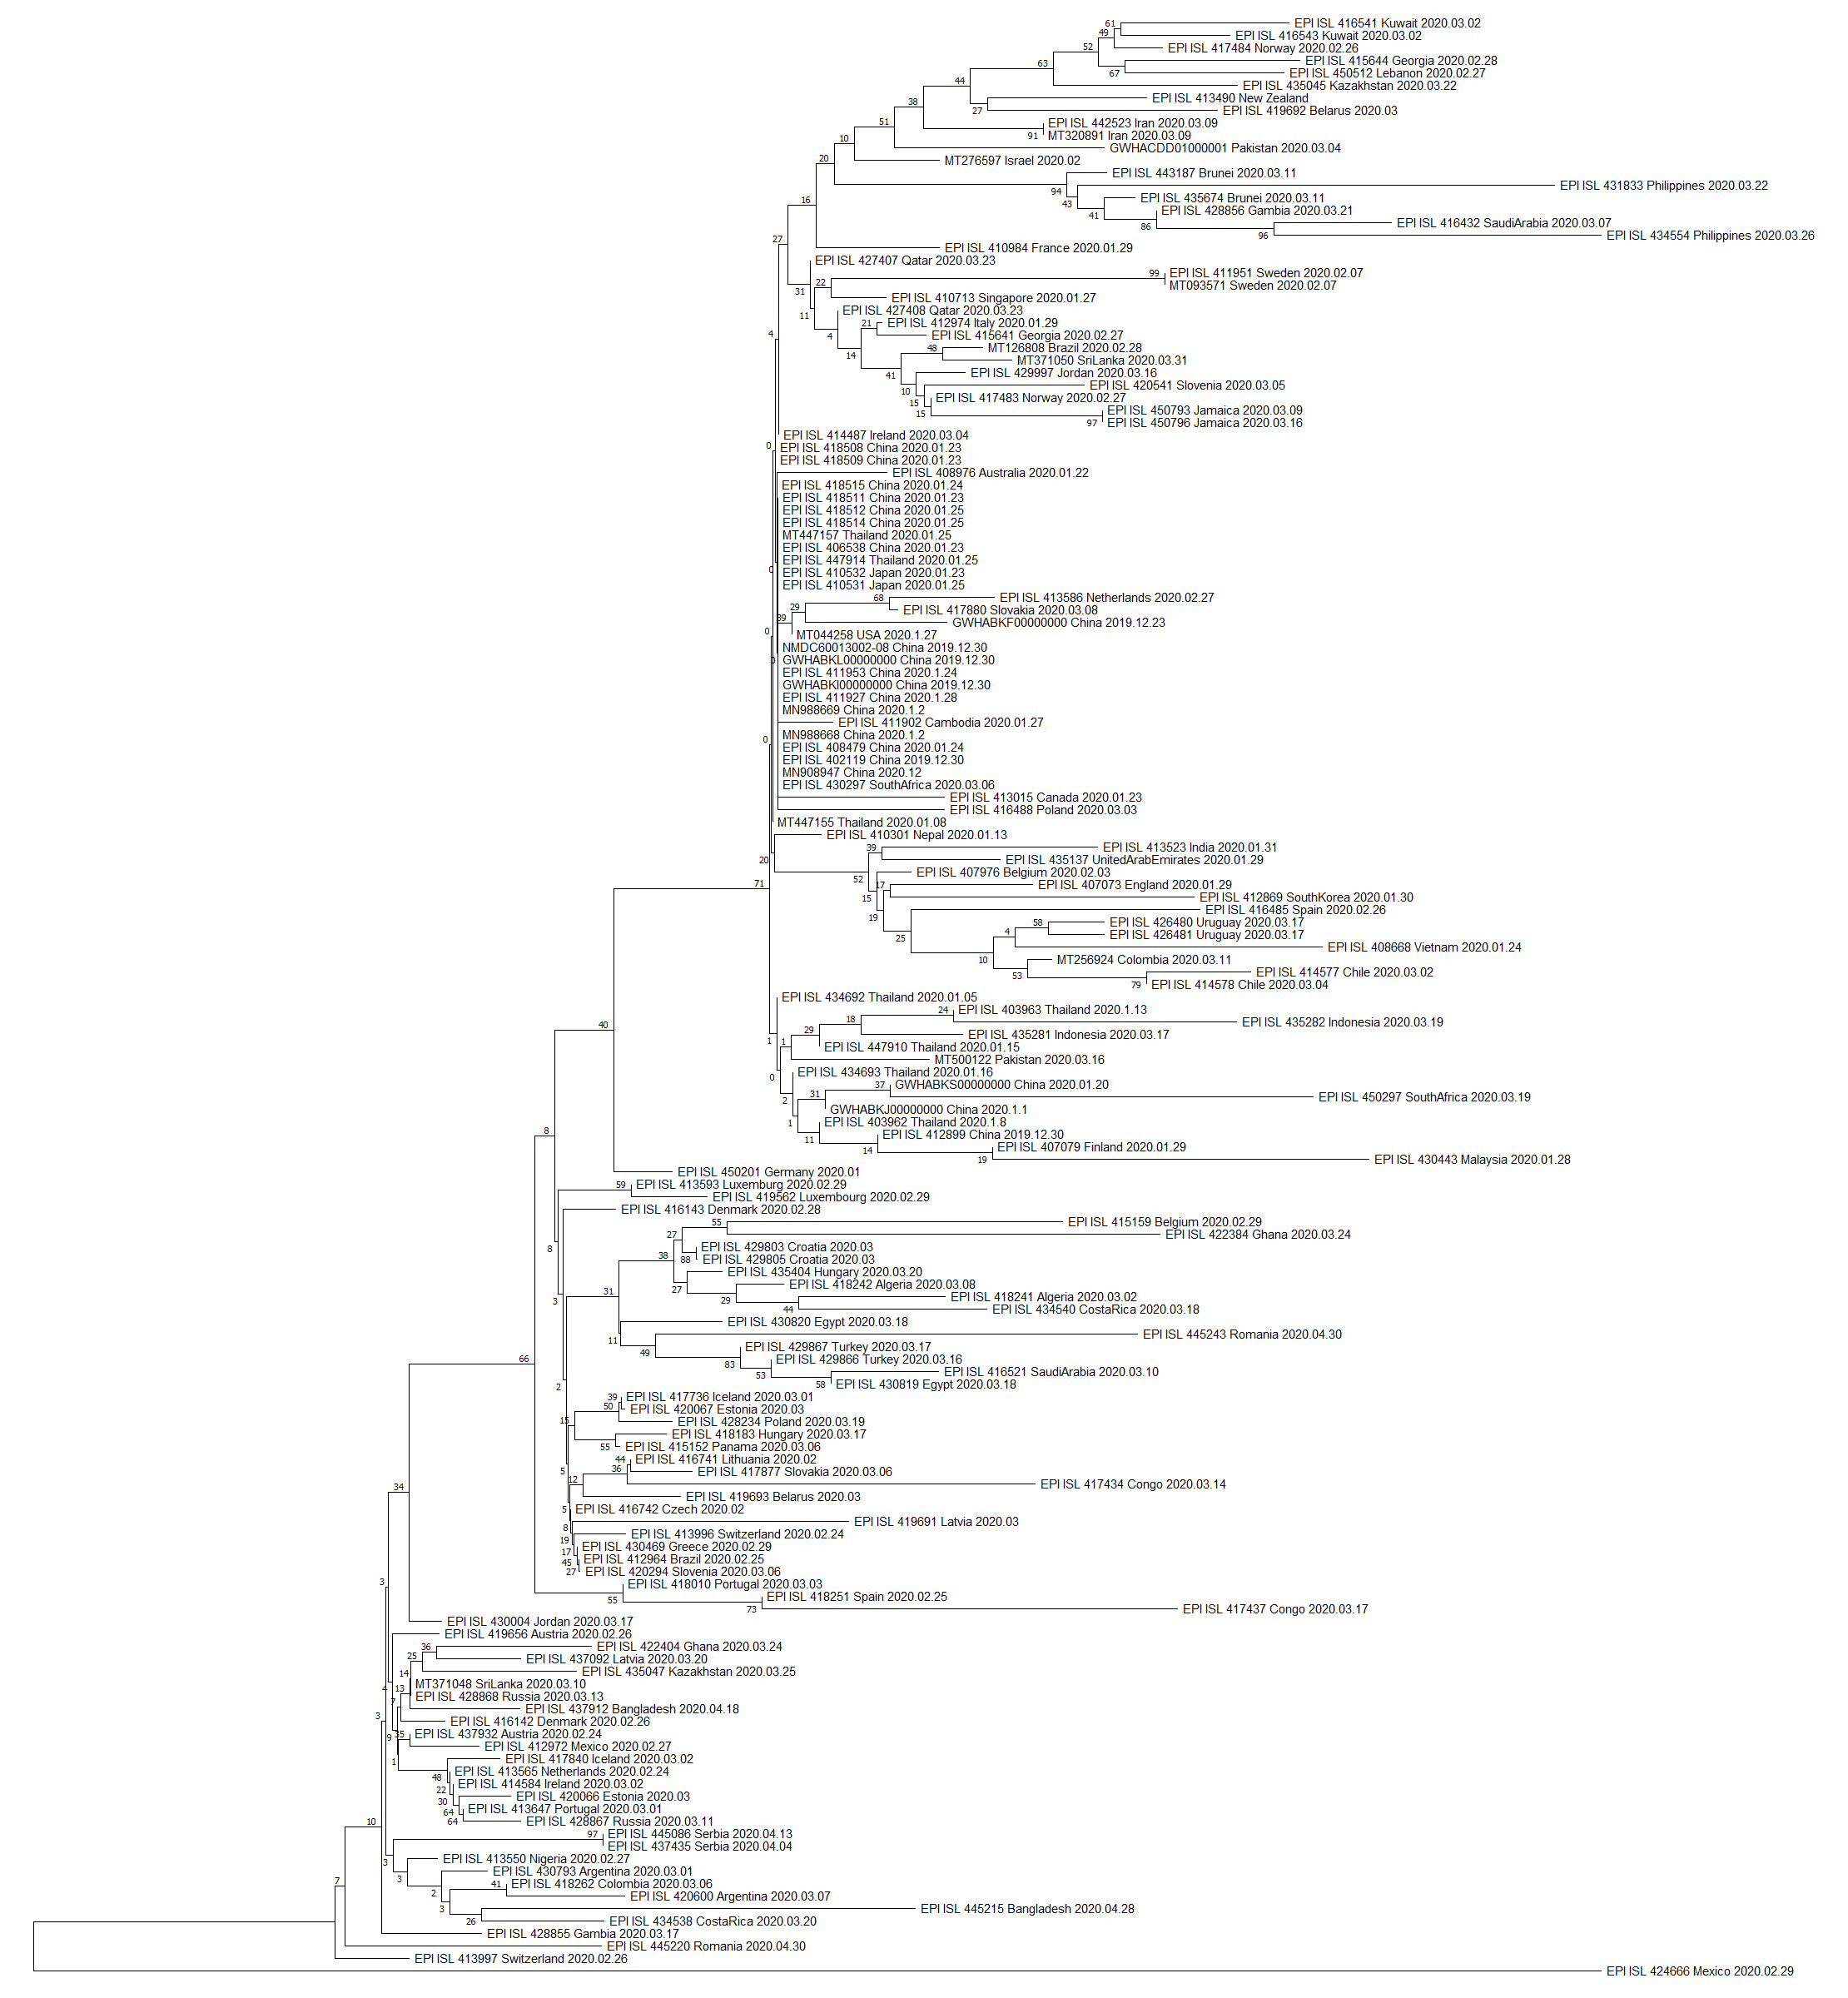 EPI ISL 416541 Kuwait 2020.03.02
EPI ISL 416543 Kuwait 2020.03.02
EPI ISL 417484 Norway 2020.02.26
EPI ISL 415644 Georgia 2020.02.28
EPI ISL 450512 Lebanon 2020.02.27
EPI ISL 435045 Kazakhstan 2020.03.22
EPI ISL 413490 New Zealand
EPI ISL 419692 Belarus 2020.03
EPI ISL 442523 Iran 2020.03.09
MT320891 Iran 2020.03.09
GWHACDD01000001 Pakistan 2020.03.04
MT276597 Israel 2020.02
EPI ISL 443187 Brunei 2020.03.11
EPI ISL 431833 Philippines 2020.03.22
EPI ISL 435674 Brunei 2020.03.11
EPI ISL 428856 Gambia 2020.03.21
EPI ISL 416432 SaudiArabia 2020.03.07
EPI ISL 434554 Philippines 2020.03.26
EPI ISL 410984 France 2020.01.29
EPI ISL 427407 Qatar 2020.03.23
EPI ISL 411951 Sweden 2020.02.07
MT093571 Sweden 2020.02.07
EPI ISL 410713 Singapore 2020.01.27
EPI ISL 427408 Qatar 2020.03.23
EPI ISL 412974 Italy 2020.01.29
EPI ISL 415641 Georgia 2020.02.27
MT126808 Brazil 2020.02.28
MT371050 SriLanka 2020.03.31
EPI ISL 429997 Jordan 2020.03.16
EPI ISL 420541 Slovenia 2020.03.05
EPI ISL 417483 Norway 2020.02.27
EPI ISL 450793 Jamaica 2020.03.09
EPI ISL 450796 Jamaica 2020.03.16
EPI ISL 414487 Ireland 2020.03.04
EPI ISL 418508 China 2020.01.23
EPI ISL 418509 China 2020.01.23
EPI ISL 408976 Australia 2020.01.22
EPI ISL 418515 China 2020.01.24
EPI ISL 418511 China 2020.01.23
EPI ISL 418512 China 2020.01.25
EPI ISL 418514 China 2020.01.25
MT447157 Thailand 2020.01.25
EPI ISL 406538 China 2020.01.23
EPI ISL 447914 Thailand 2020.01.25
EPI ISL 410532 Japan 2020.01.23
EPI ISL 410531 Japan 2020.01.25
EPI ISL 413586 Netherlands 2020.02.27
EPI ISL 417880 Slovakia 2020.03.08
GWHABKF00000000 China 2019.12.23
MT044258 USA 2020.1.27
NMDC60013002-08 China 2019.12.30
GWHABKL00000000 China 2019.12.30
EPI ISL 411953 China 2020.1.24
GWHABKI00000000 China 2019.12.30
EPI ISL 411927 China 2020.1.28
MN988669 China 2020.1.2
EPI ISL 411902 Cambodia 2020.01.27
MN988668 China 2020.1.2
EPI ISL 408479 China 2020.01.24
EPI ISL 402119 China 2019.12.30
MN908947 China 2020.12
EPI ISL 430297 SouthAfrica 2020.03.06
EPI ISL 413015 Canada 2020.01.23
EPI ISL 416488 Poland 2020.03.03
MT447155 Thailand 2020.01.08
EPI ISL 410301 Nepal 2020.01.13
EPI ISL 413523 India 2020.01.31
EPI ISL 435137 UnitedArabEmirates 2020.01.29
EPI ISL 407976 Belgium 2020.02.03
EPI ISL 407073 England 2020.01.29
EPI ISL 412869 SouthKorea 2020.01.30
EPI ISL 416485 Spain 2020.02.26
EPI ISL 426480 Uruguay 2020.03.17
EPI ISL 426481 Uruguay 2020.03.17
EPI ISL 408668 Vietnam 2020.01.24
MT256924 Colombia 2020.03.11
EPI ISL 414577 Chile 2020.03.02
EPI ISL 414578 Chile 2020.03.04
EPI ISL 434692 Thailand 2020.01.05
EPI ISL 403963 Thailand 2020.1.13
EPI ISL 435282 Indonesia 2020.03.19
EPI ISL 435281 Indonesia 2020.03.17
EPI ISL 447910 Thailand 2020.01.15
MT500122 Pakistan 2020.03.16
EPI ISL 434693 Thailand 2020.01.16
GWHABKS00000000 China 2020.01.20
EPI ISL 450297 SouthAfrica 2020.03.19
GWHABKJ00000000 China 2020.1.1
EPI ISL 403962 Thailand 2020.1.8
EPI ISL 412899 China 2019.12.30
EPI ISL 407079 Finland 2020.01.29
EPI ISL 430443 Malaysia 2020.01.28
EPI ISL 450201 Germany 2020.01
EPI ISL 413593 Luxemburg 2020.02.29
EPI ISL 419562 Luxembourg 2020.02.29
EPI ISL 416143 Denmark 2020.02.28
EPI ISL 415159 Belgium 2020.02.29
EPI ISL 422384 Ghana 2020.03.24
EPI ISL 429803 Croatia 2020.03
EPI ISL 429805 Croatia 2020.03
EPI ISL 435404 Hungary 2020.03.20
EPI ISL 418242 Algeria 2020.03.08
EPI ISL 418241 Algeria 2020.03.02
EPI ISL 434540 CostaRica 2020.03.18
EPI ISL 430820 Egypt 2020.03.18
EPI ISL 445243 Romania 2020.04.30
EPI ISL 429867 Turkey 2020.03.17
EPI ISL 429866 Turkey 2020.03.16
EPI ISL 416521 SaudiArabia 2020.03.10
EPI ISL 430819 Egypt 2020.03.18
EPI ISL 417736 Iceland 2020.03.01
EPI ISL 420067 Estonia 2020.03
EPI ISL 428234 Poland 2020.03.19
EPI ISL 418183 Hungary 2020.03.17
EPI ISL 415152 Panama 2020.03.06
EPI ISL 416741 Lithuania 2020.02
EPI ISL 417877 Slovakia 2020.03.06
EPI ISL 417434 Congo 2020.03.14
EPI ISL 419693 Belarus 2020.03
EPI ISL 416742 Czech 2020.02
EPI ISL 419691 Latvia 2020.03
EPI ISL 413996 Switzerland 2020.02.24
EPI ISL 430469 Greece 2020.02.29
EPI ISL 412964 Brazil 2020.02.25
EPI ISL 420294 Slovenia 2020.03.06
EPI ISL 418010 Portugal 2020.03.03
EPI ISL 418251 Spain 2020.02.25
EPI ISL 417437 Congo 2020.03.17
EPI ISL 430004 Jordan 2020.03.17
EPI ISL 419656 Austria 2020.02.26
EPI ISL 422404 Ghana 2020.03.24
EPI ISL 437092 Latvia 2020.03.20
EPI ISL 435047 Kazakhstan 2020.03.25
MT371048 SriLanka 2020.03.10
EPI ISL 428868 Russia 2020.03.13
EPI ISL 437912 Bangladesh 2020.04.18
EPI ISL 416142 Denmark 2020.02.26
EPI ISL 437932 Austria 2020.02.24
EPI ISL 412972 Mexico 2020.02.27
EPI ISL 417840 Iceland 2020.03.02
EPI ISL 413565 Netherlands 2020.02.24
EPI ISL 414584 Ireland 2020.03.02
EPI ISL 420066 Estonia 2020.03
EPI ISL 413647 Portugal 2020.03.01
EPI ISL 428867 Russia 2020.03.11
EPI ISL 445086 Serbia 2020.04.13
EPI ISL 437435 Serbia 2020.04.04
EPI ISL 413550 Nigeria 2020.02.27
EPI ISL 430793 Argentina 2020.03.01
EPI ISL 418262 Colombia 2020.03.06
EPI ISL 420600 Argentina 2020.03.07
EPI ISL 445215 Bangladesh 2020.04.28
EPI ISL 434538 CostaRica 2020.03.20
EPI ISL 428855 Gambia 2020.03.17
EPI ISL 445220 Romania 2020.04.30
EPI ISL 413997 Switzerland 2020.02.26
EPI ISL 424666 Mexico 2020.02.29